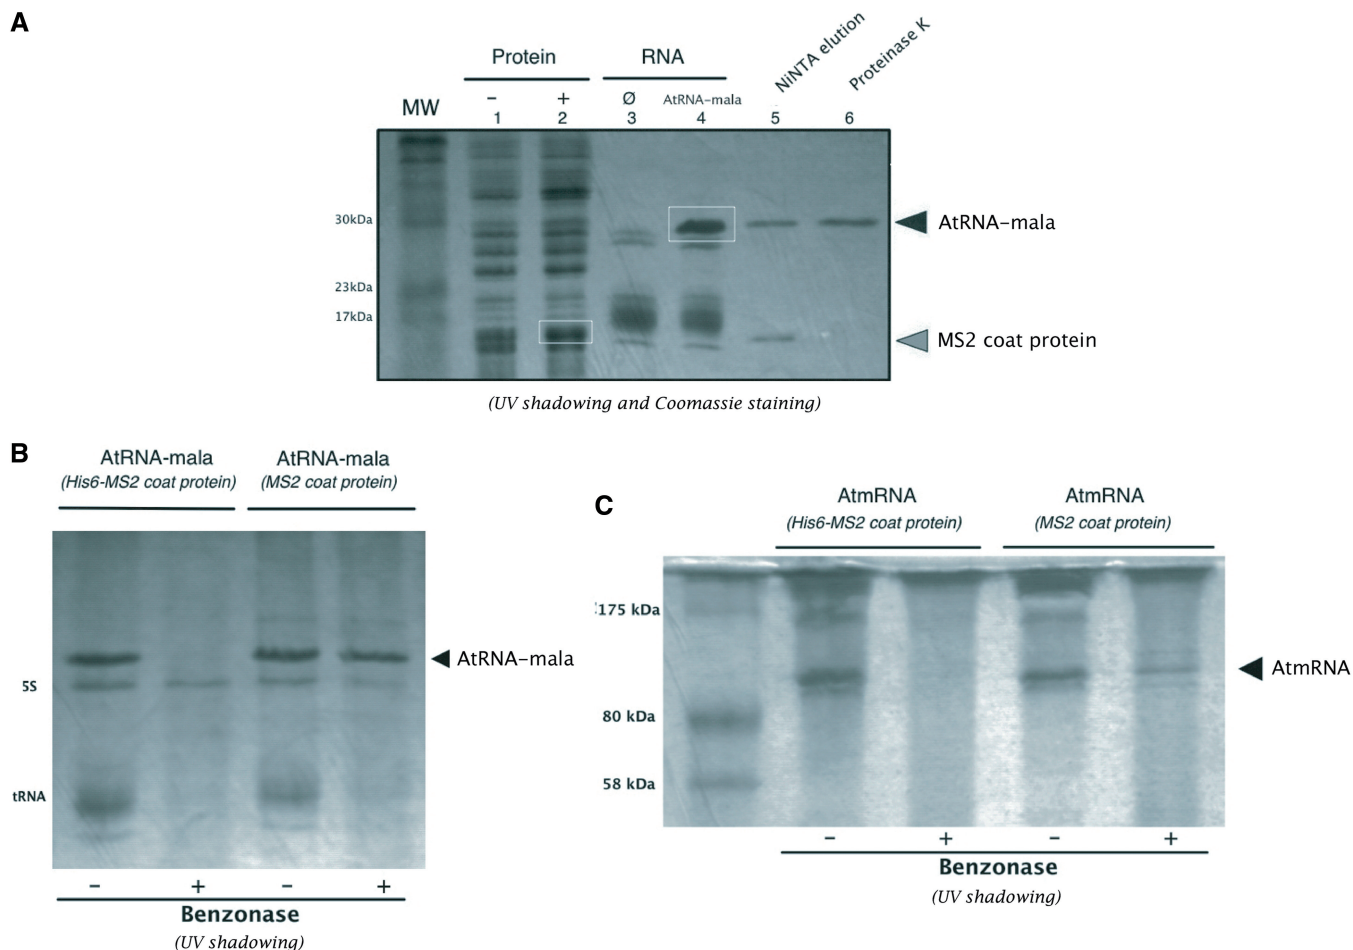 A
Protein
RNA
NiNTA elution
Proteinase K
MW
– + Ø AtRNA–mala
1 2 3 4 5 6
30kDa
AtRNA–mala
23kDa
17kDa
MS2 coat protein
(UV shadowing and Coomassie staining)
B
AtRNA-mala
(His6-MS2 coat protein)
AtRNA-mala
(MS2 coat protein)
AtRNA–mala
5S
tRNA
– + – +
Benzonase
(UV shadowing)
C
AtmRNA
(His6-MS2 coat protein)
AtmRNA
(MS2 coat protein)
175 kDa
AtmRNA
80 kDa
58 kDa
– + – +
Benzonase
(UV shadowing)